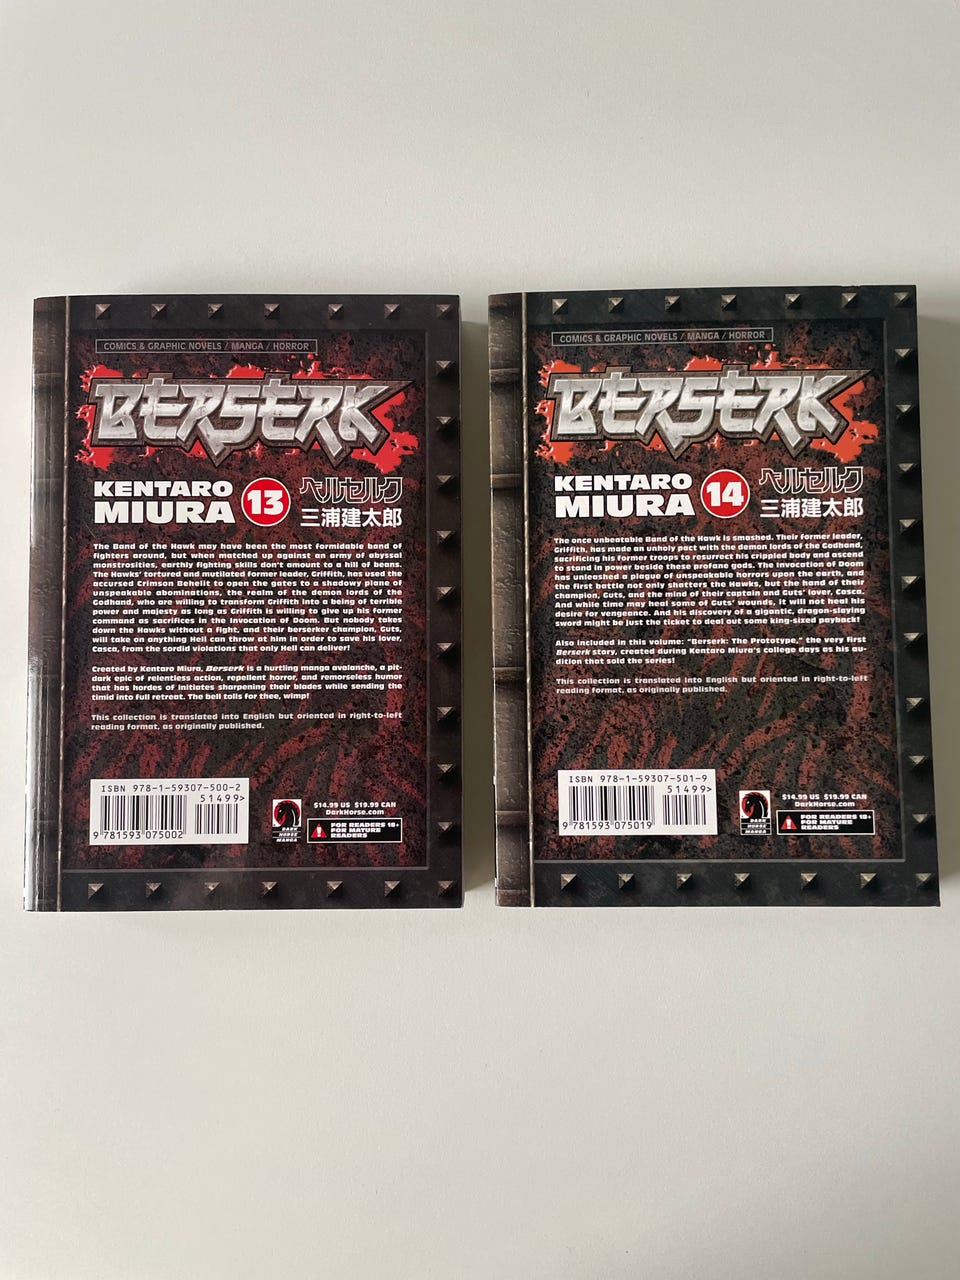 COMICS & GRAPHIC NOVELS / MANGA / HORROR
BERSERK
KENTARO
MIURA
13
ベルセルク
三浦建太郎
The Band of the Hawk may have been the most formidable band of
fighters around, but when matched up against an army of abyssal
monstrosities, earthly fighting skills don't amount to a hill of beans.
The Hawks' tortured and mutilated former leader, Griffith, has used the
accursed Crimson Behelit to open the gates to a shadowy plane of
unspeakable abominations, the realm of the demon lords of the
Godhand, who are willing to transform Griffith into a being of terrible
power and majesty as long as Griffith is willing to give up his former
command as sacrifices in the Invocation of Doom. But nobody takes
down the Hawks without a fight, and their berserker champion, Guts,
will take on anything Hell can throw at him in order to save his lover,
Casca, from the sordid violations that only Hell can deliver!
Created by Kentaro Miura, Berserk is a hurtling manga avalanche, a pit-
dark epic of relentless action, repellent horror, and remorseless humor
that has hordes of initiates sharpening their blades while sending the
timid into full retreat. The bell tolls for thee, wimp!
This collection is translated into English but oriented in right-to-left
reading format, as originally published.
ISBN 978-1-59307-500-2
51499>
9 781593 075002
DARK
HORSE
MANGA
$14.99 US $19.99 CAN
DarkHorse.com
FOR READERS 18+
FOR MATURE
READERS
COMICS & GRAPHIC NOVELS / MANGA / HORROR
BERSERK
KENTARO
MIURA
14
ベルセルク
三浦建太郎
The once unbeatable Band of the Hawk is smashed. Their former leader,
Griffith, has made an unholy pact with the demon lords of the Godhand,
sacrificing his former troops to resurrect his crippled body and ascend
to stand in power beside these profane gods. The Invocation of Doom
has unleashed a plague of unspeakable horrors upon the earth, and
the first battle not only shatters the Hawks, but the hand of their
champion, Guts, and the mind of their captain and Guts' lover, Casca.
And while time may heal some of Guts' wounds, it will not heal his
desire for vengeance. And his discovery of a gigantic, dragon-slaying
sword might be just the ticket to deal out some king-sized payback!
Also included in this volume: "Berserk: The Prototype," the very first
Berserk story, created during Kentaro Miura's college days as his au-
dition that sold the series!
This collection is translated into English but oriented in right-to-left
reading format, as originally published.
ISBN 978-1-59307-501-9
51499>
9 781593 075019
DARK
HORSE
MANGA
$14.99 US $19.99 CAN
DarkHorse.com
FOR READERS 18+
FOR MATURE
READERS